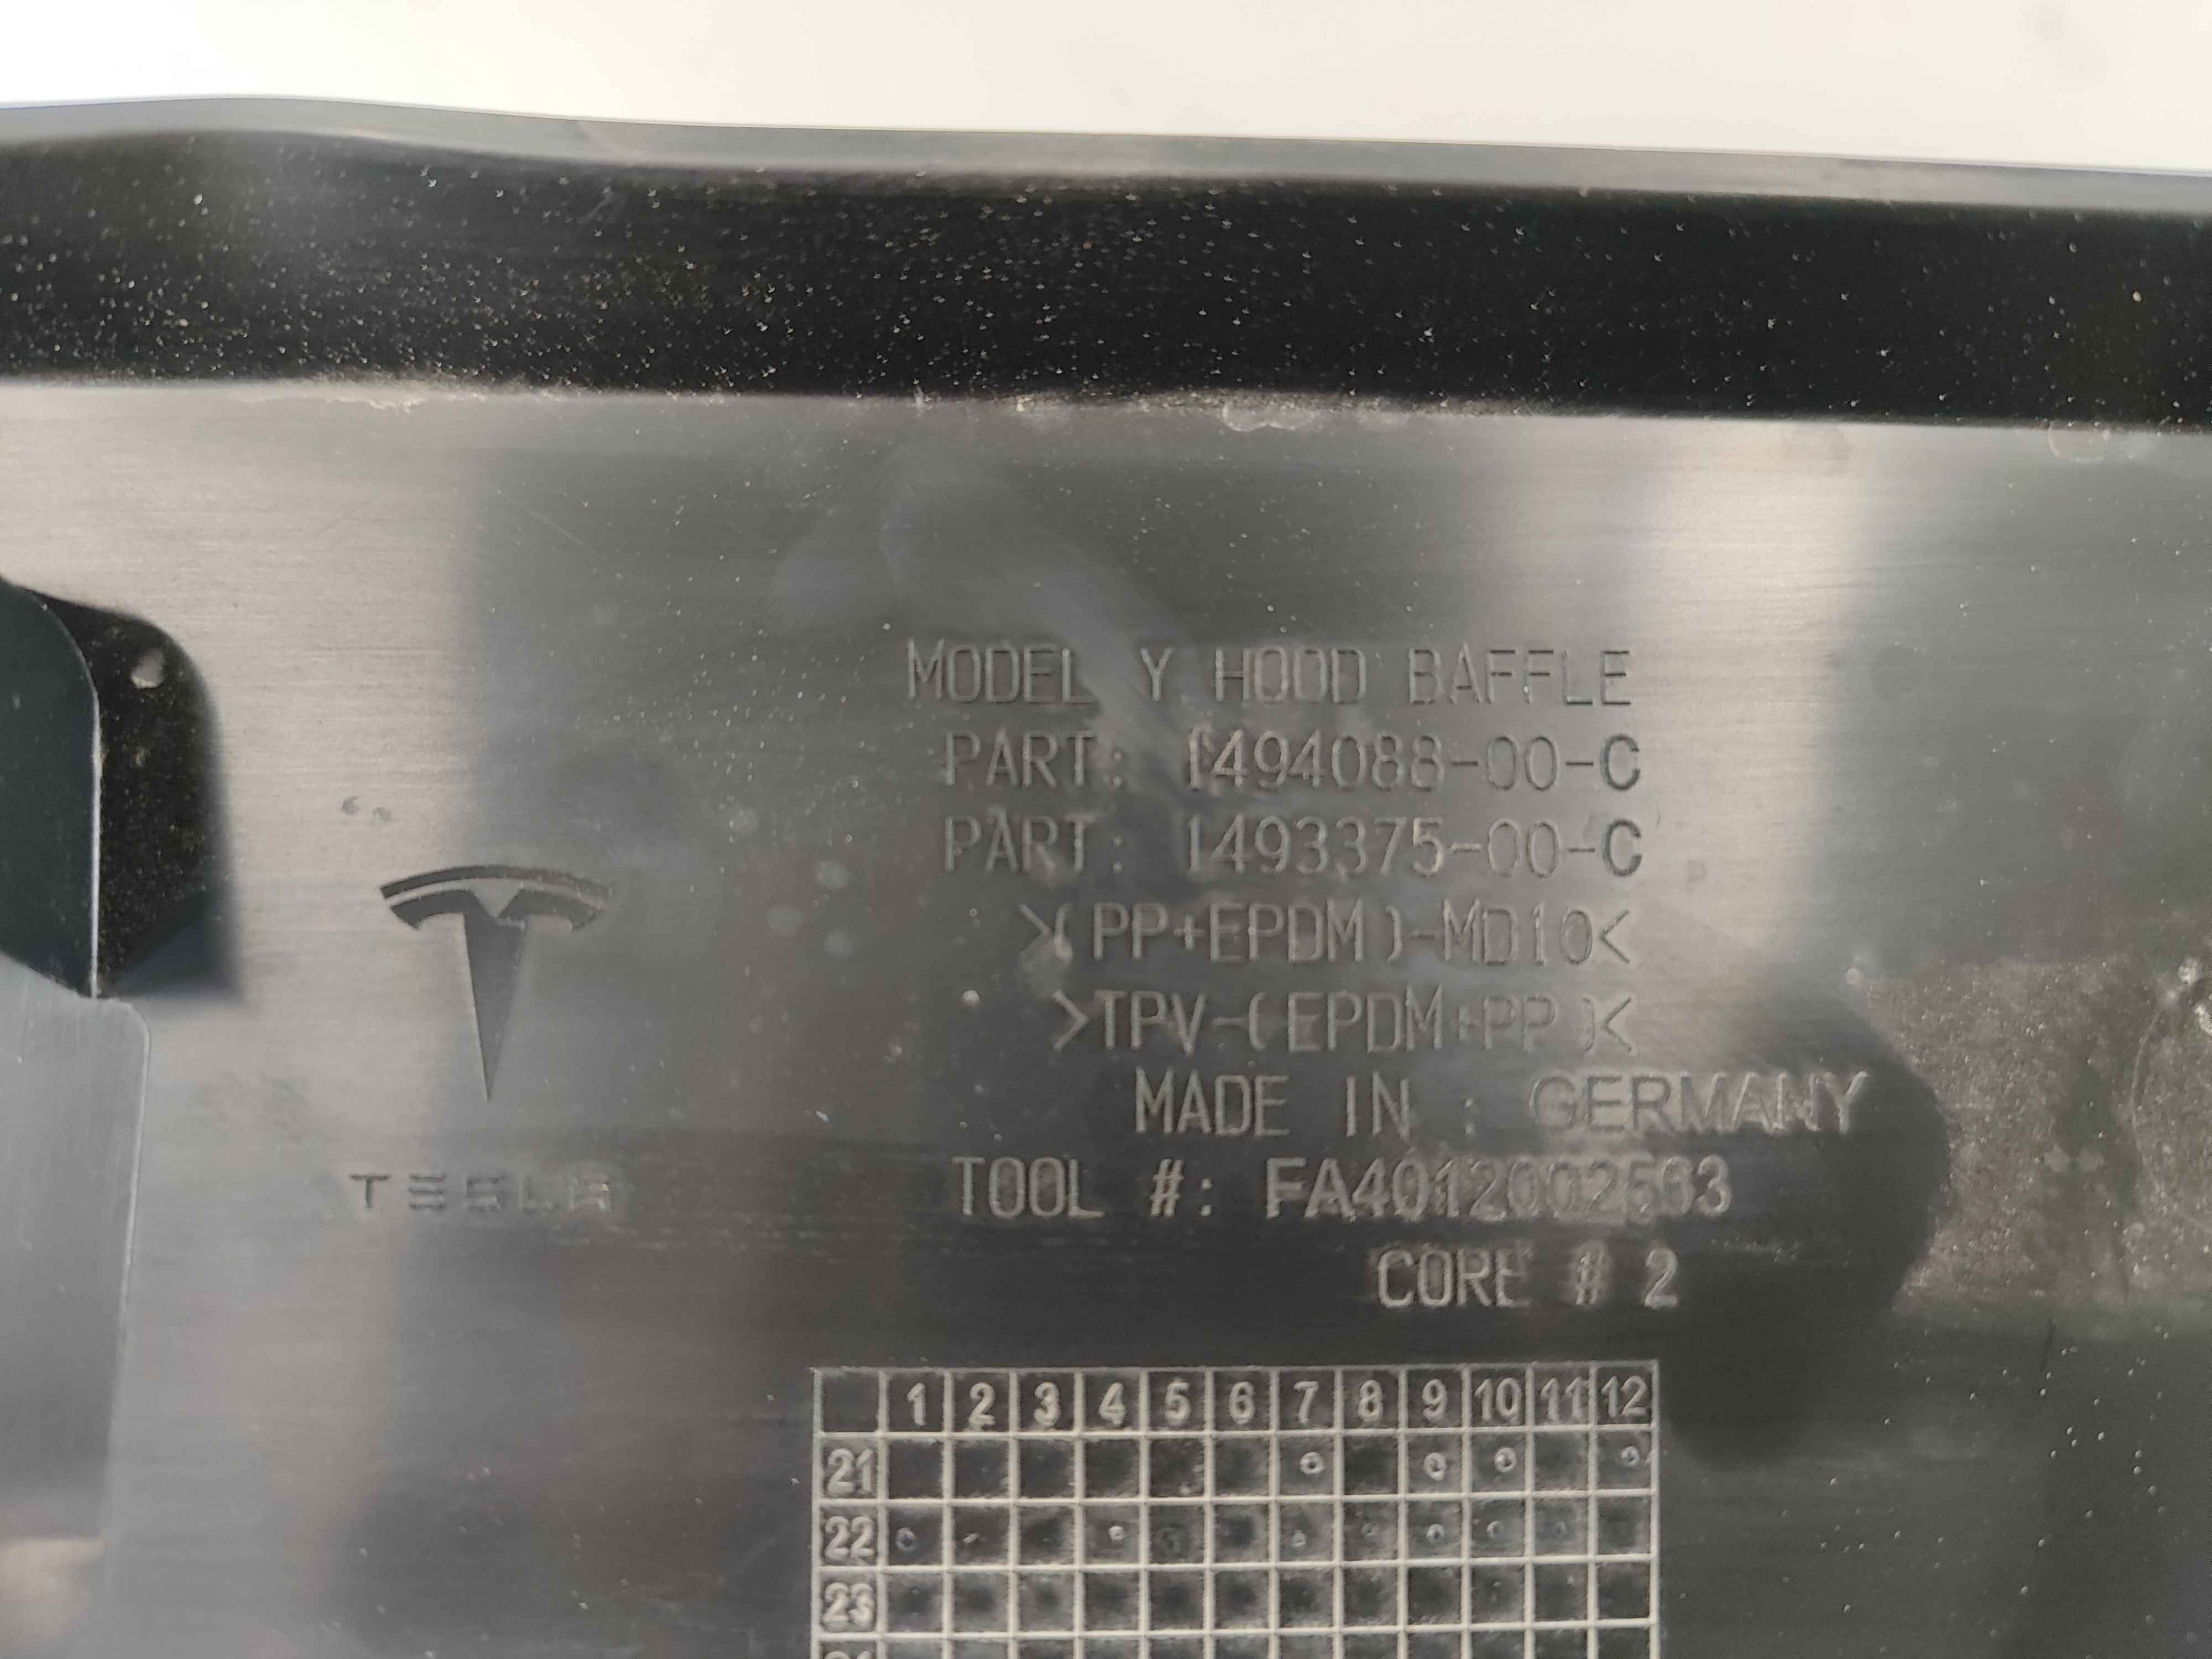 MODEL Y HOOD BAFFLE
PART: 1494088-00-C
PART: 1493375-00-C
>(PP+EPDM)-MD10<
>TPV-(EPDM+PP)<
MADE IN : GERMANY
TOOL #: FA4012002563
CORE # 2
TESLA
1 2 3 4 5 6 7 8 9 10 11 12
21
22
23